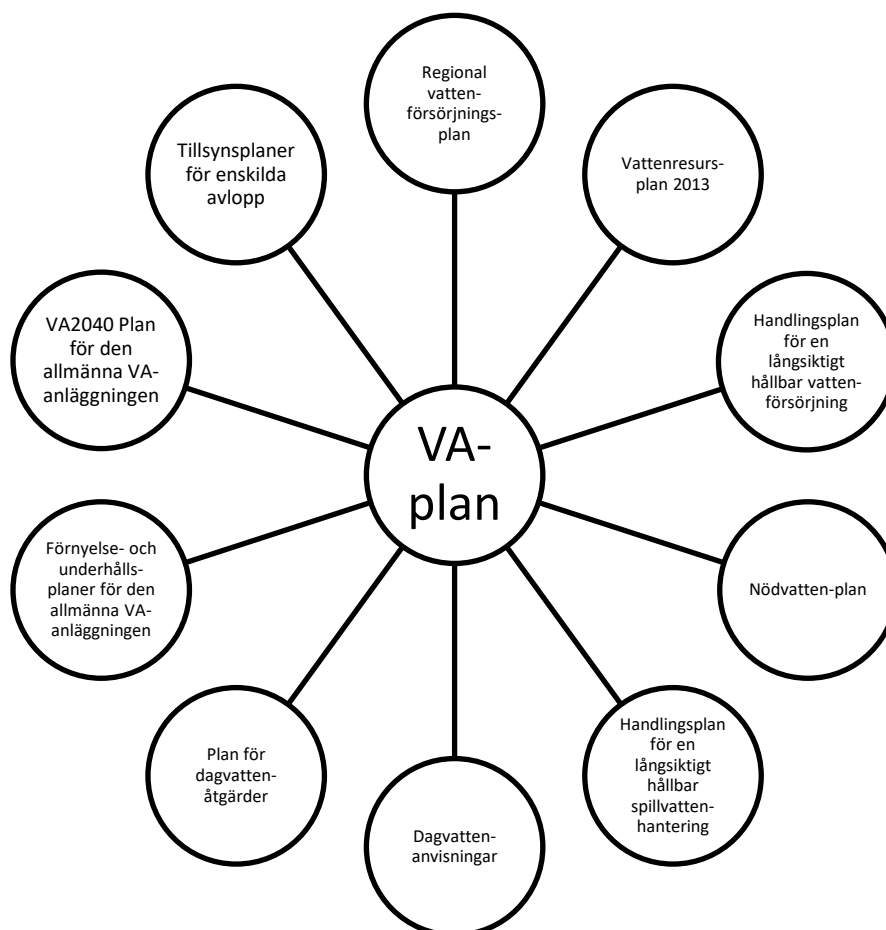 Regional
vatten-
försörjnings-
plan
Vattenresurs-
plan 2013
Handlingsplan
för en
långsiktigt
hållbar vatten-
försörjning
Nödvatten-plan
Handlingsplan
för en
långsiktigt
hållbar
spillvatten-
hantering
Dagvatten-
anvisningar
Plan för
dagvatten-
åtgärder
Förnyelse- och
underhålls-
planer för den
allmänna VA-
anläggningen
VA2040 Plan
för den
allmänna VA-
anläggningen
Tillsynsplaner
för enskilda
avlopp
VA-
plan